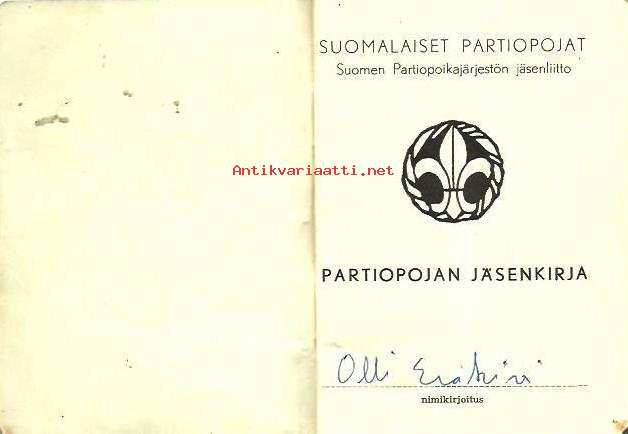 SUOMALAISET PARTIOPOJAT
Suomen Partiopoikajärjestön jäsenliitto
Antikvariaatti.net
PARTIOPOJAN JÄSENKIRJA
Olli
nimikirjoitus